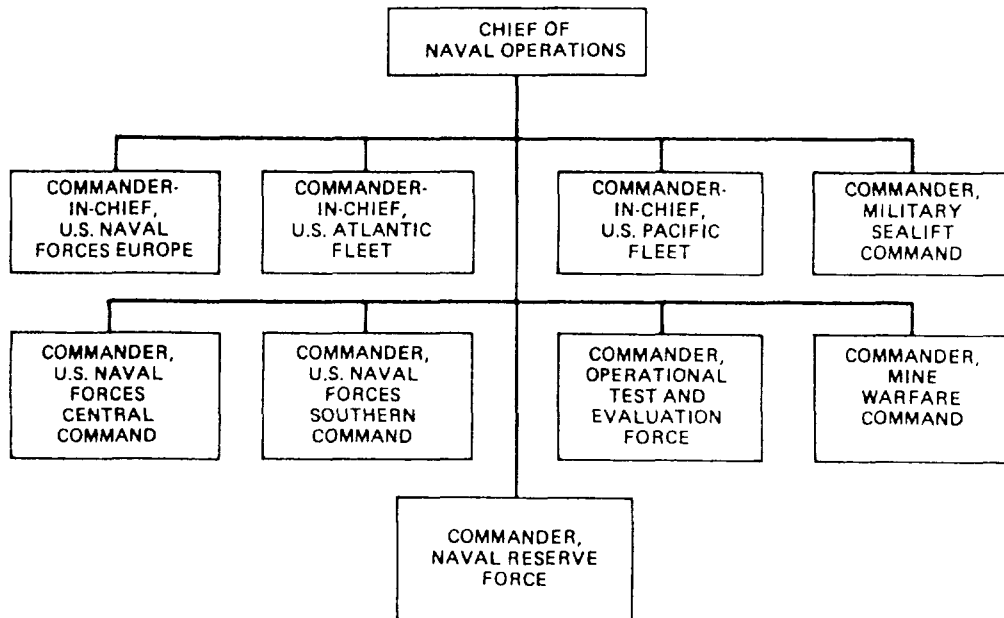 CHIEF OF
NAVAL OPERATIONS
COMMANDER-
IN-CHIEF,
U.S. NAVAL
FORCES EUROPE
COMMANDER-
IN-CHIEF,
U.S. ATLANTIC
FLEET
COMMANDER-
IN-CHIEF,
U.S. PACIFIC
FLEET
COMMANDER,
MILITARY
SEALIFT
COMMAND
COMMANDER,
U.S. NAVAL
FORCES
CENTRAL
COMMAND
COMMANDER,
U.S. NAVAL
FORCES
SOUTHERN
COMMAND
COMMANDER,
OPERATIONAL
TEST AND
EVALUATION
FORCE
COMMANDER,
MINE
WARFARE
COMMAND
COMMANDER,
NAVAL RESERVE
FORCE